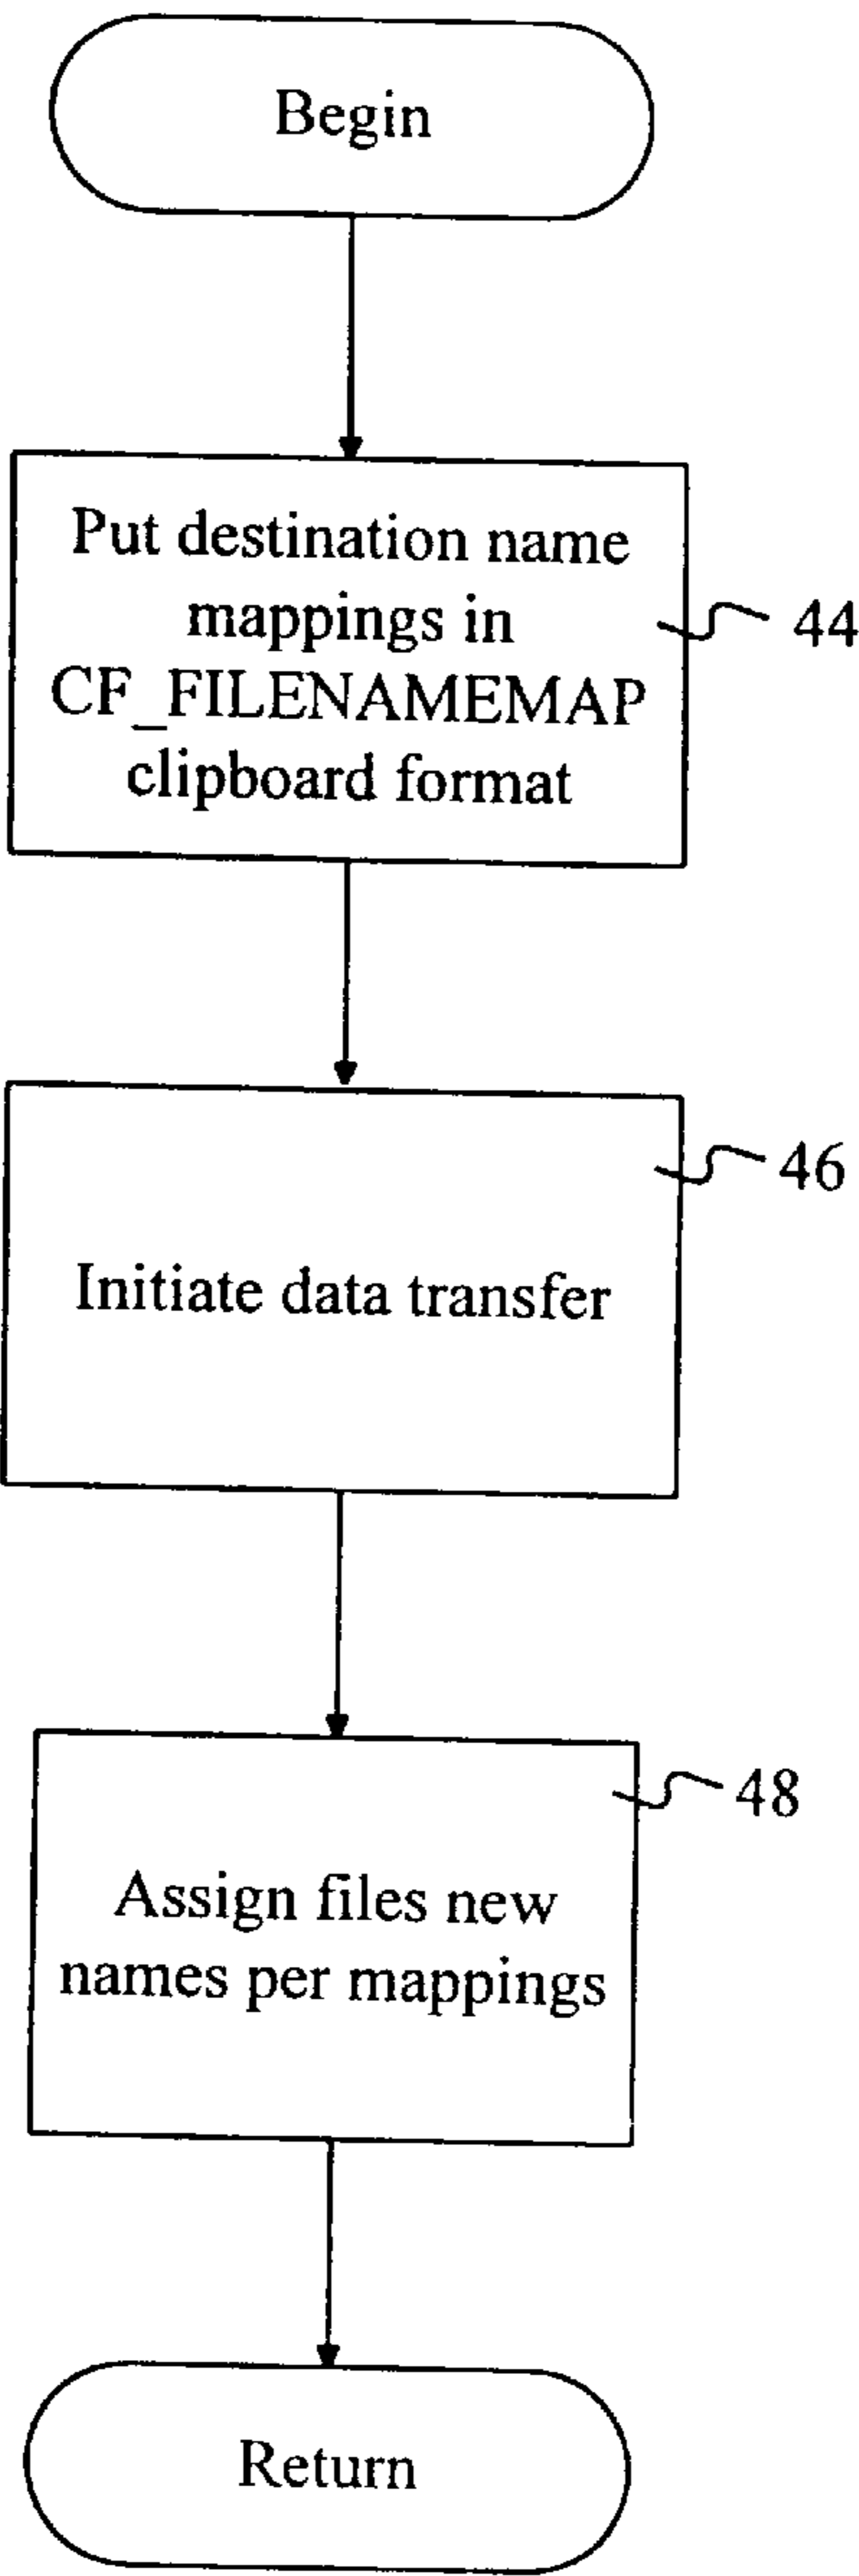 Begin
Put destination name
mappings in
CF_FILENAMEMAP
clipboard format
44
46
Initiate data transfer
48
Assign files new
names per mappings
Return